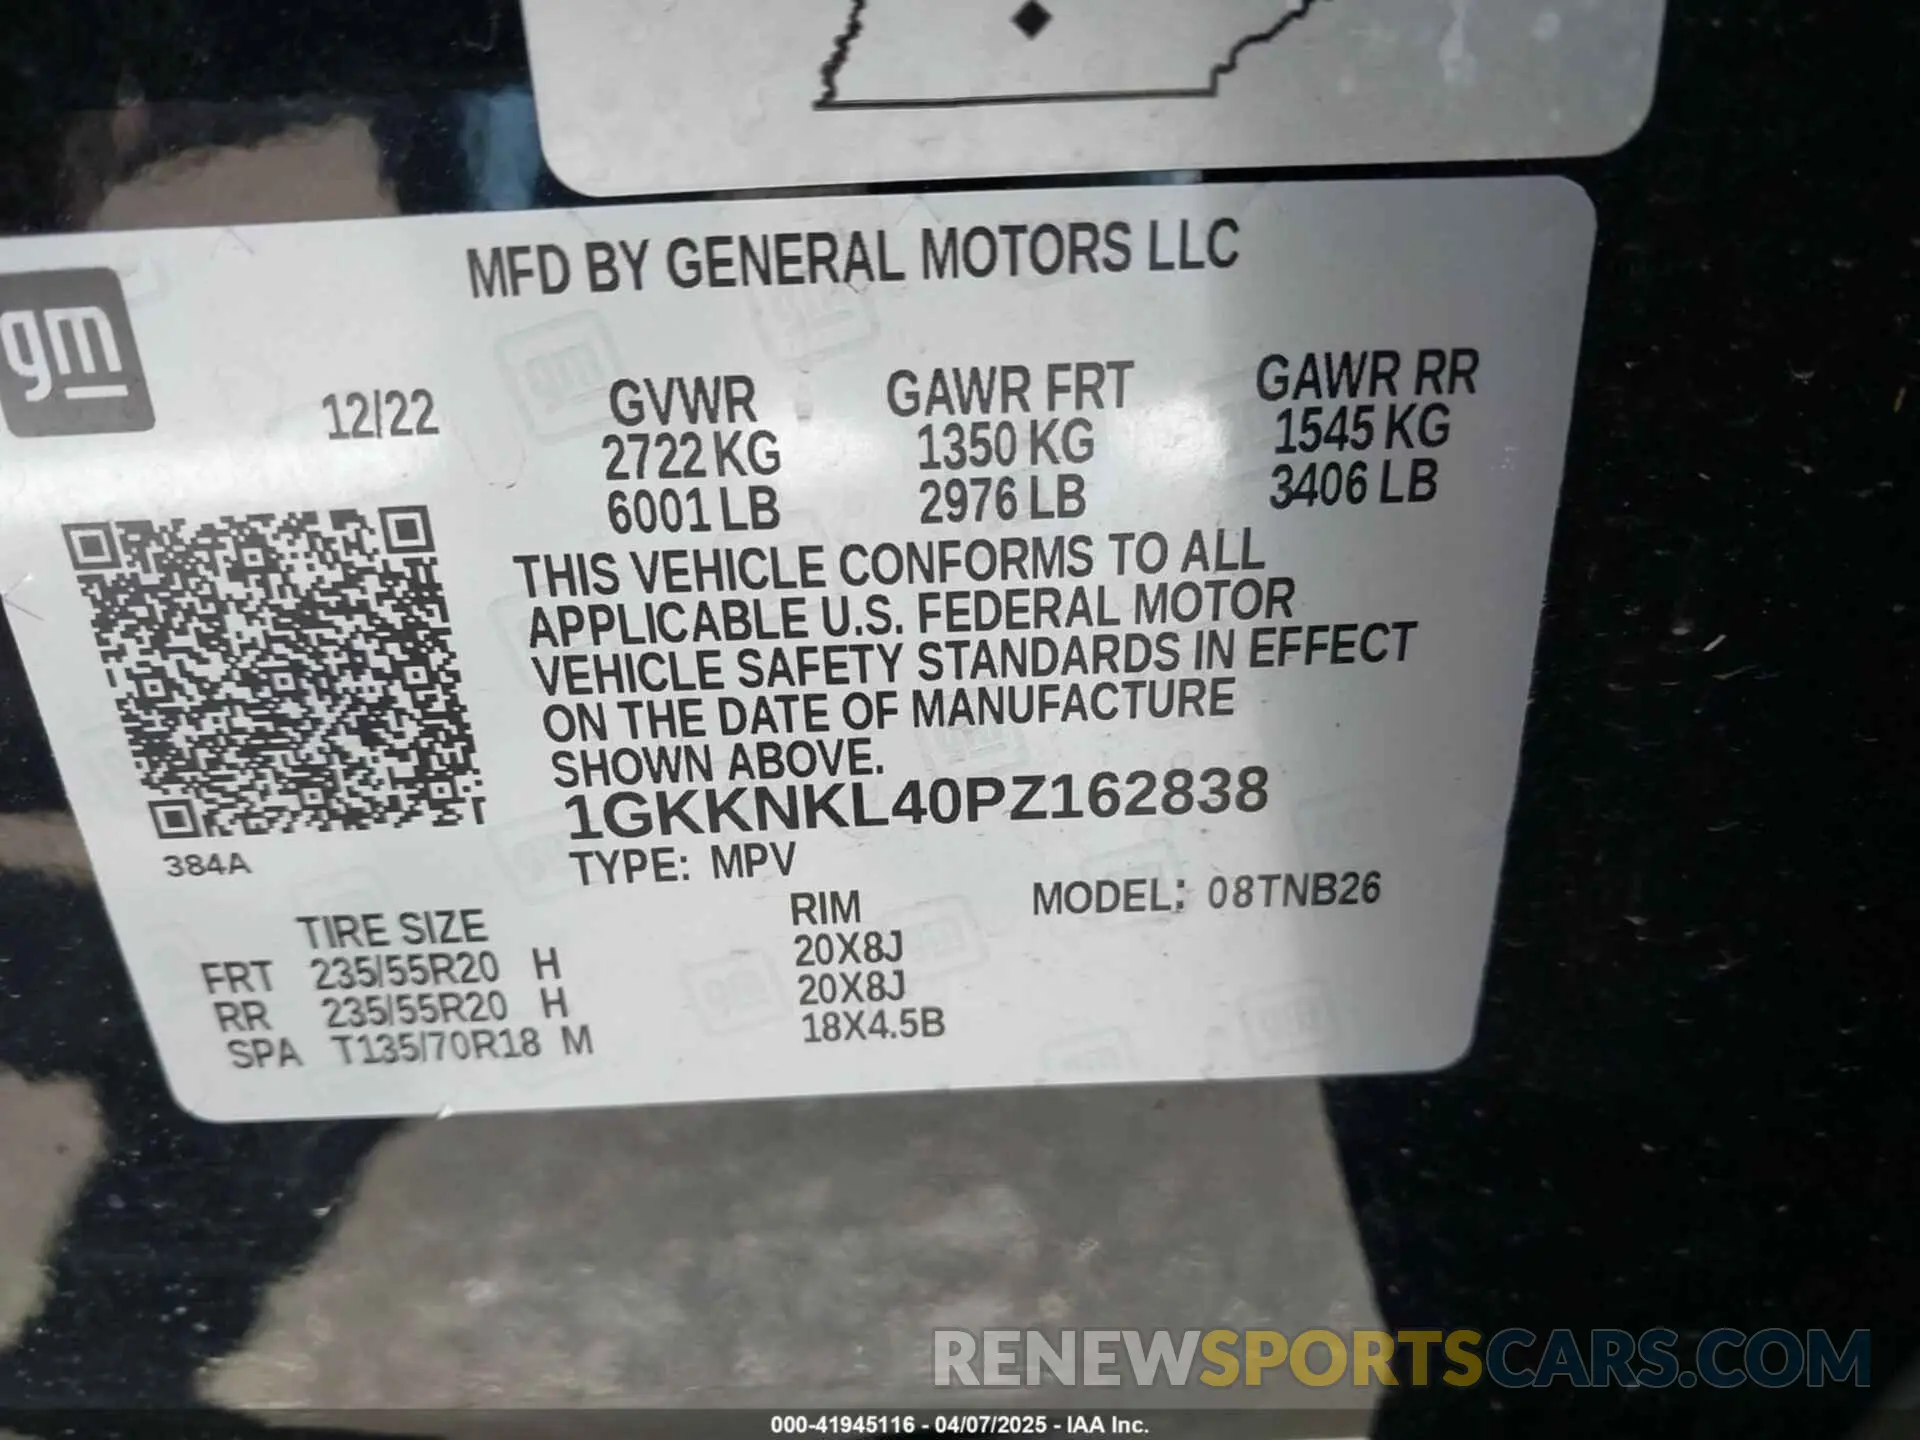 MFD BY GENERAL MOTORS LLC
gm
12/22
GVWR GAWR FRT GAWR RR
2722 KG 1350 KG 1545 KG
6001 LB 2976 LB 3406 LB
THIS VEHICLE CONFORMS TO ALL
APPLICABLE U.S. FEDERAL MOTOR
VEHICLE SAFETY STANDARDS IN EFFECT
ON THE DATE OF MANUFACTURE
SHOWN ABOVE.
1GKKNKL40PZ162838
384A
TYPE: MPV
TIRE SIZE RIM MODEL: 08TNB26
FRT 235/55R20 H 20X8J
RR 235/55R20 H 20X8J
SPA T135/70R18 M 18X4.5B
RENEWSPORTSCARS.COM
000-41945116 - 04/07/2025 - IAA Inc.